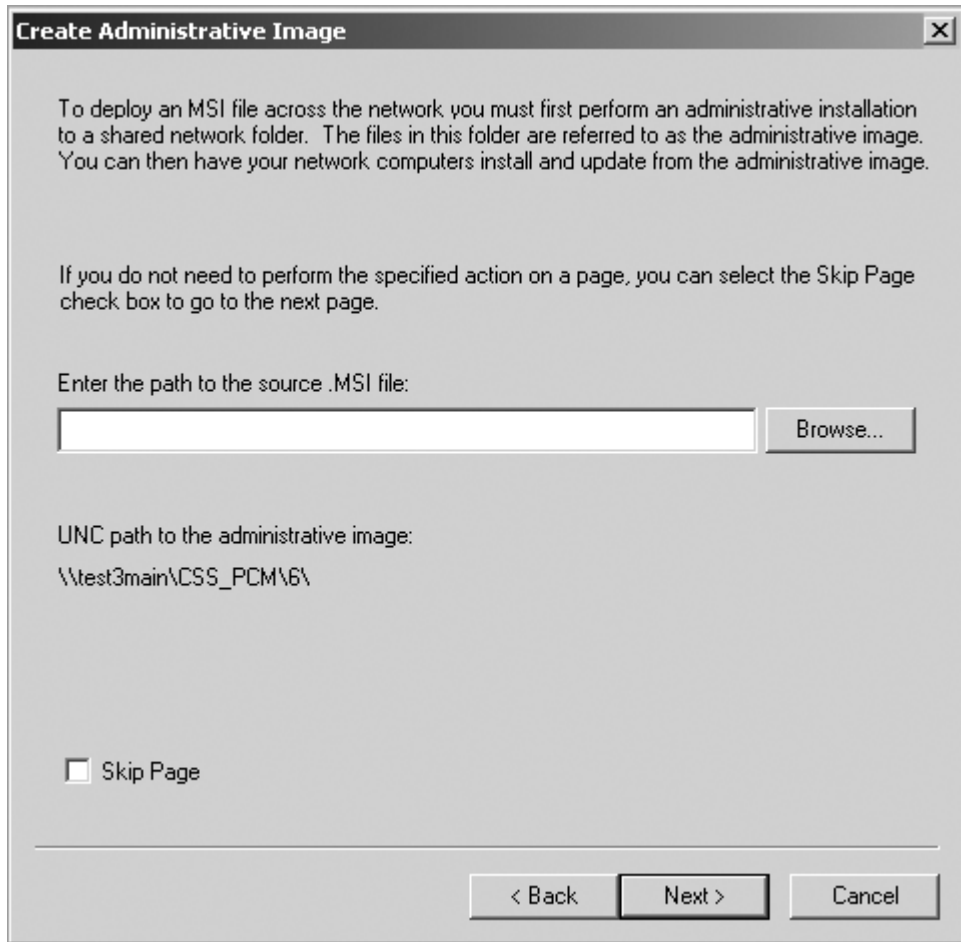 Create Administrative Image
To deploy an MSI file across the network you must first perform an administrative installation
to a shared network folder.  The files in this folder are referred to as the administrative image.
You can then have your network computers install and update from the administrative image.
If you do not need to perform the specified action on a page, you can select the Skip Page
check box to go to the next page.
Enter the path to the source .MSI file:
Browse...
UNC path to the administrative image:
\\test3main\CSS_PCM\6\
Skip Page
< Back Next > Cancel